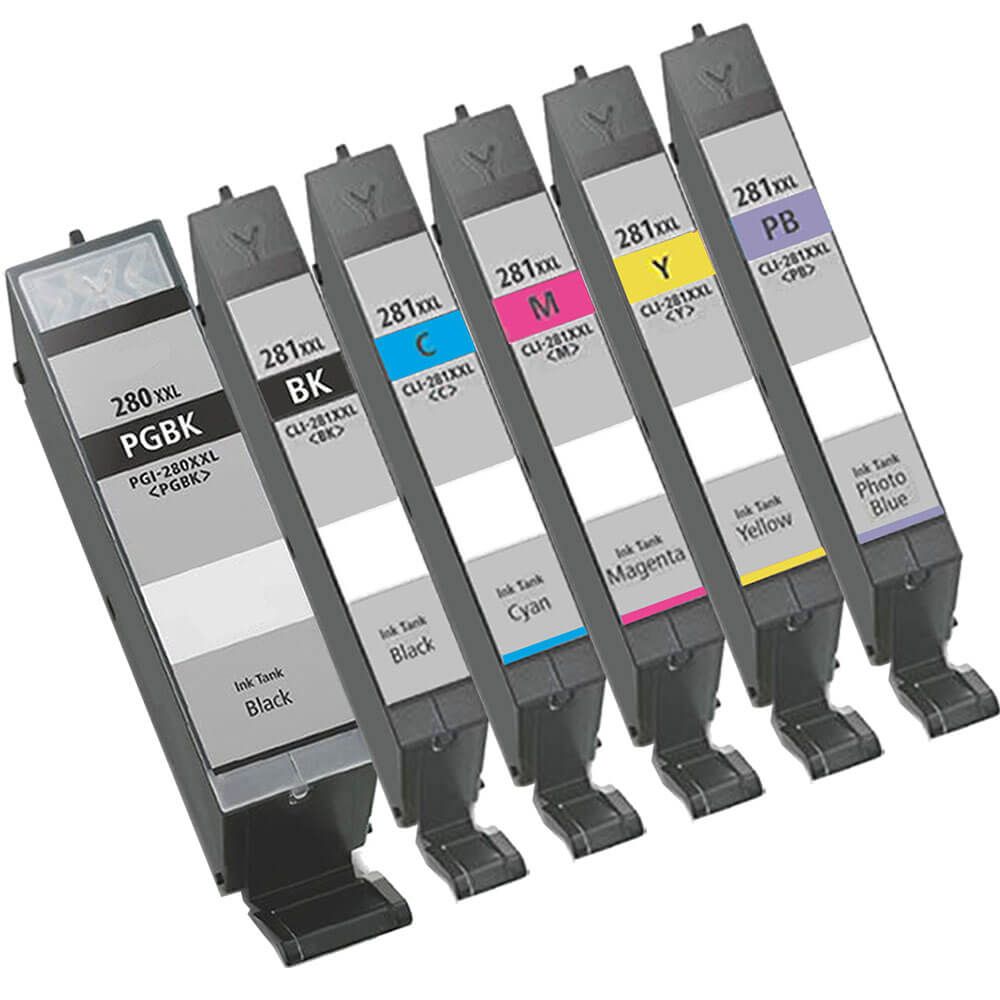 280XXL
PGBK
PGI-280XXL
<PGBK>
Ink Tank
Black
281XXL
BK
CLI-281XXL
<BK>
Ink Tank
Black
281XXL
C
CLI-281XXL
<C>
Ink Tank
Cyan
281XXL
M
CLI-281XXL
<M>
Ink Tank
Magenta
281XXL
Y
CLI-281XXL
<Y>
Ink Tank
Yellow
281XXL
PB
CLI-281XXL
<PB>
Ink Tank
Photo
Blue